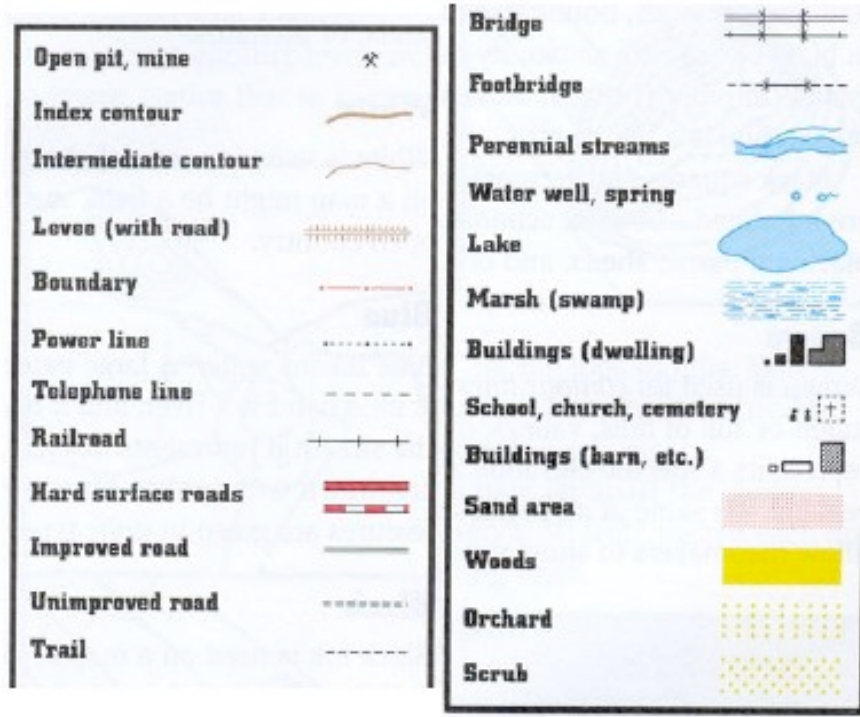 Open pit, mine
Index contour
Intermediate contour
Levee (with road)
Boundary
Power line
Telephone line
Railroad
Hard surface roads
Improved road
Unimproved road
Trail
Bridge
Footbridge
Perennial streams
Water well, spring
Lake
Marsh (swamp)
Buildings (dwelling)
School, church, cemetery
Buildings (barn, etc.)
Sand area
Woods
Orchard
Scrub